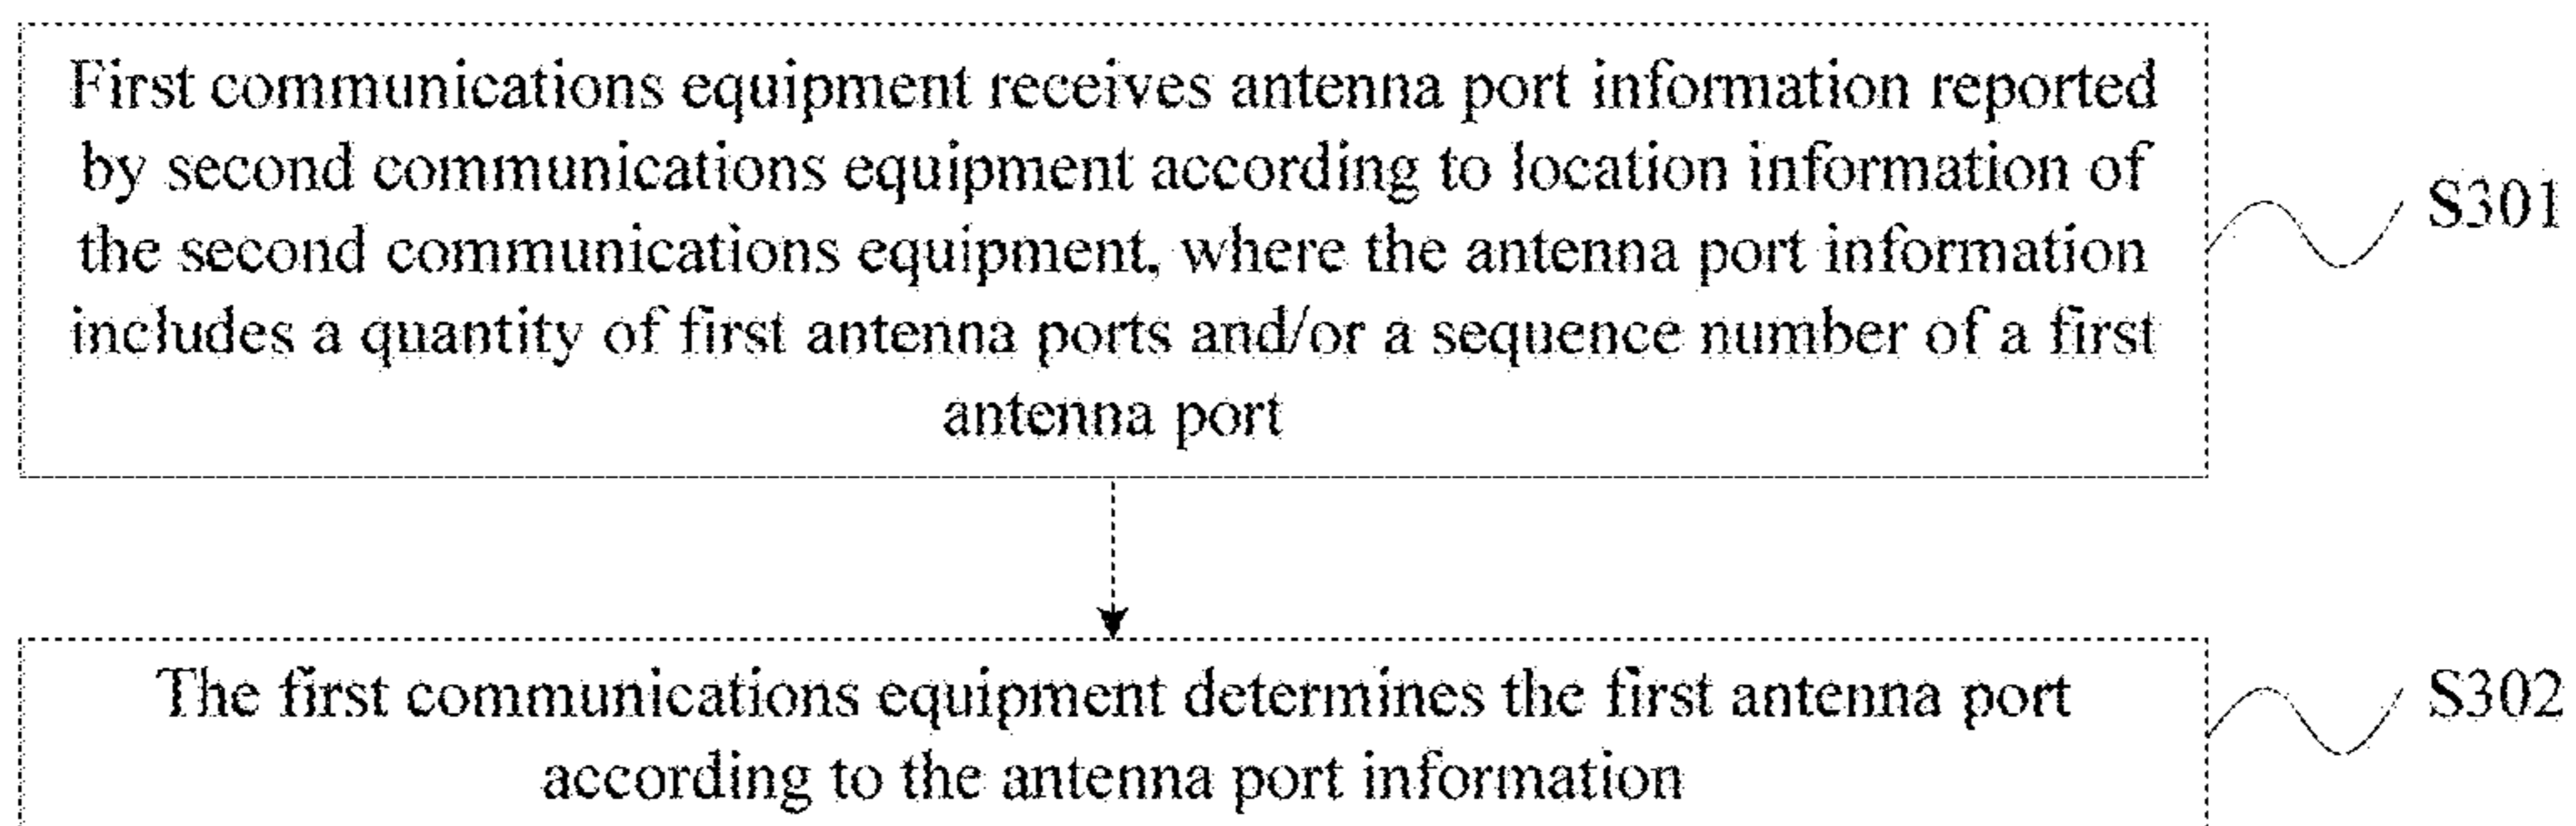 First communications equipment receives antenna port information reported
by second communications equipment according to location information of
the second communications equipment, where the antenna port information
includes a quantity of first antenna ports and/or a sequence number of a first
antenna port
S301
The first communications equipment determines the first antenna port
according to the antenna port information
S302